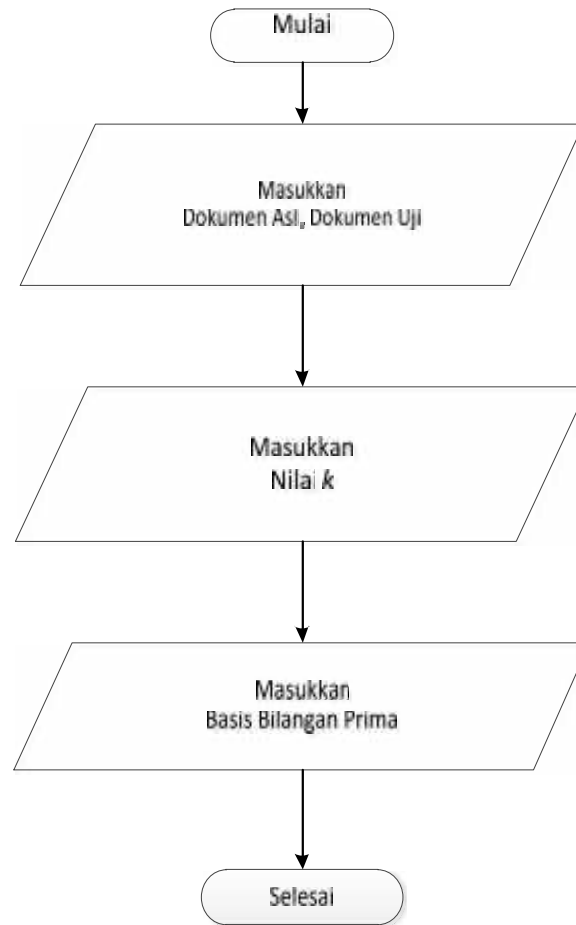 Mulai
Masukkan
Dokumen Asli, Dokumen Uji
Masukkan
Nilai k
Masukkan
Basis Bilangan Prima
Selesai